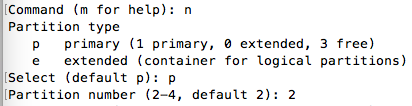 Command (m for help): n
Partition type
p primary (1 primary, 0 extended, 3 free)
e extended (container for logical partitions)
Select (default p): p
Partition number (2-4, default 2): 2